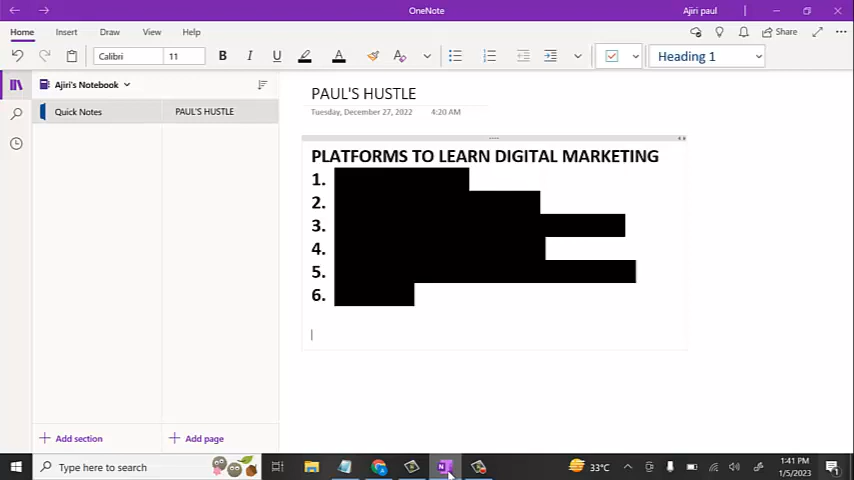 OneNote
Ajiri paul
Home Insert Draw View Help
Share
Calibri 11 B I U A A Heading 1
Ajiri's Notebook
Quick Notes
PAUL'S HUSTLE
PAUL'S HUSTLE
Tuesday, December 27, 2022 4:20 AM
PLATFORMS TO LEARN DIGITAL MARKETING
1.
2.
3.
4.
5.
6.
+ Add section
+ Add page
Type here to search
33°C
1:41 PM
1/5/2023